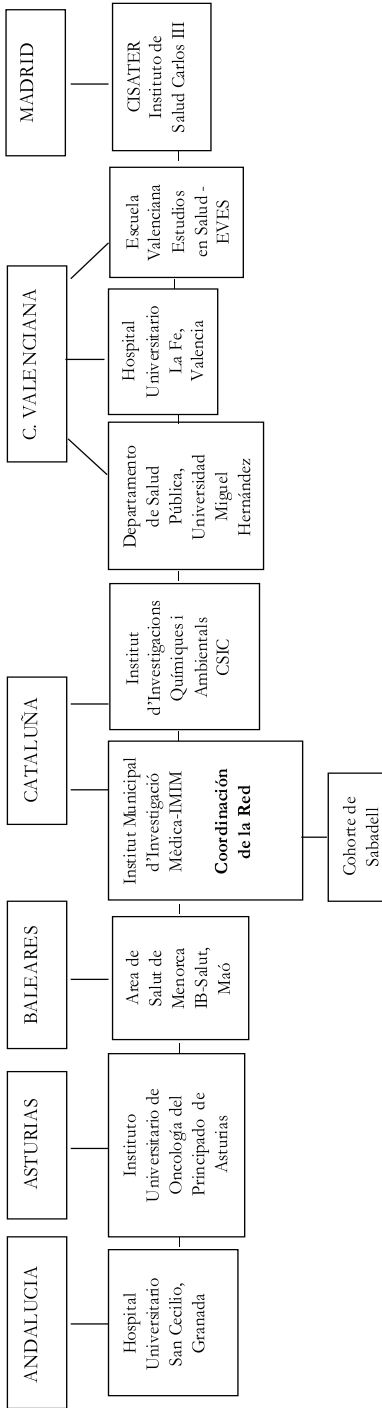 ANDALUCIA
Hospital
Universitario
San Cecilio,
Granada
ASTURIAS
Instituto
Universitario de
Oncología del
Principado de
Asturias
BALEARES
Area de
Salut de
Menorca
IB-Salut,
Maó
CATALUÑA
Institut Municipal
d'Investigació
Mèdica-IMIM
Coordinación
de la Red
Cohorte de
Sabadell
Institut
d'Investigacions
Químiques i
Ambientals
CSIC
C. VALENCIANA
Departamento
de Salud
Pública,
Universidad
Miguel
Hernández
Hospital
Universitario
La Fe,
Valencia
Escuela
Valenciana
Estudios
en Salud -
EVES
MADRID
CISATER
Instituto de
Salud Carlos III